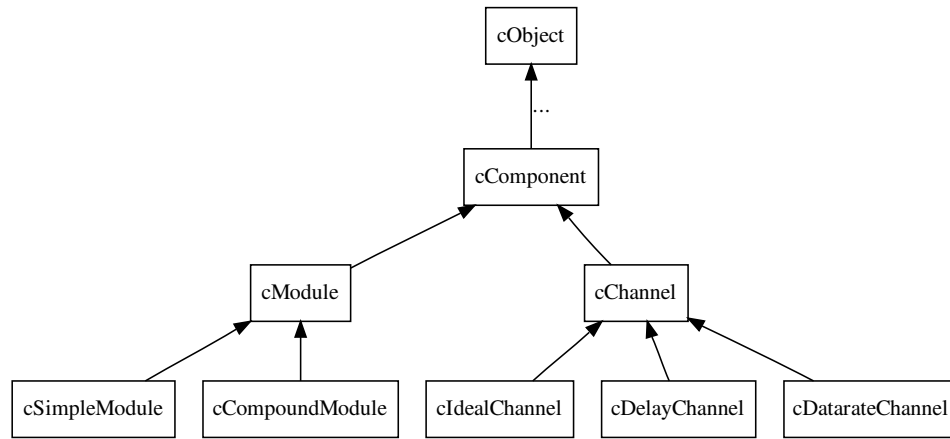 cObject
...
cComponent
cModule
cChannel
cSimpleModule
cCompoundModule
cIdealChannel
cDelayChannel
cDatarateChannel